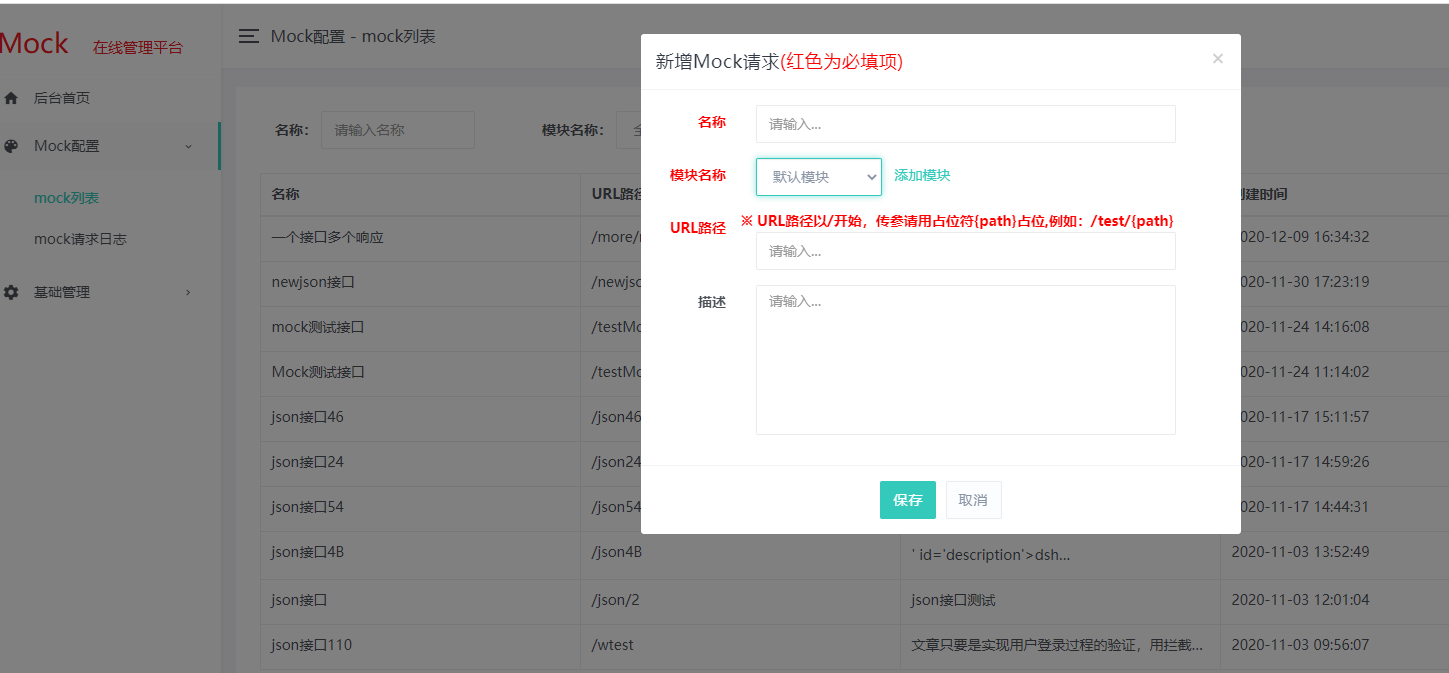 Mock 在线管理平台
Mock配置 - mock列表
后台首页
Mock配置
mock列表
mock请求日志
基础管理
名称： 请输入名称 模块名称：
名称 URL路径 建时间
一个接口多个响应 /more/ 020-12-09 16:34:32
newjson接口 /newjso 020-11-30 17:23:19
mock测试接口 /testMo 020-11-24 14:16:08
Mock测试接口 /testMo 020-11-24 11:14:02
json接口46 /json46 020-11-17 15:11:57
json接口24 /json24 020-11-17 14:59:26
json接口54 /json54 020-11-17 14:44:31
json接口4B /json4B ' id='description'>dsh... 2020-11-03 13:52:49
json接口 /json/2 json接口测试 2020-11-03 12:01:04
json接口110 /wtest 文章只要是实现用户登录过程的验证，用拦截... 2020-11-03 09:56:07
新增Mock请求(红色为必填项) ×
名称 请输入...
模块名称 默认模块 添加模块
※ URL路径以/开始，传参请用占位符{path}占位,例如：/test/{path}
URL路径 请输入...
描述 请输入...
保存 取消